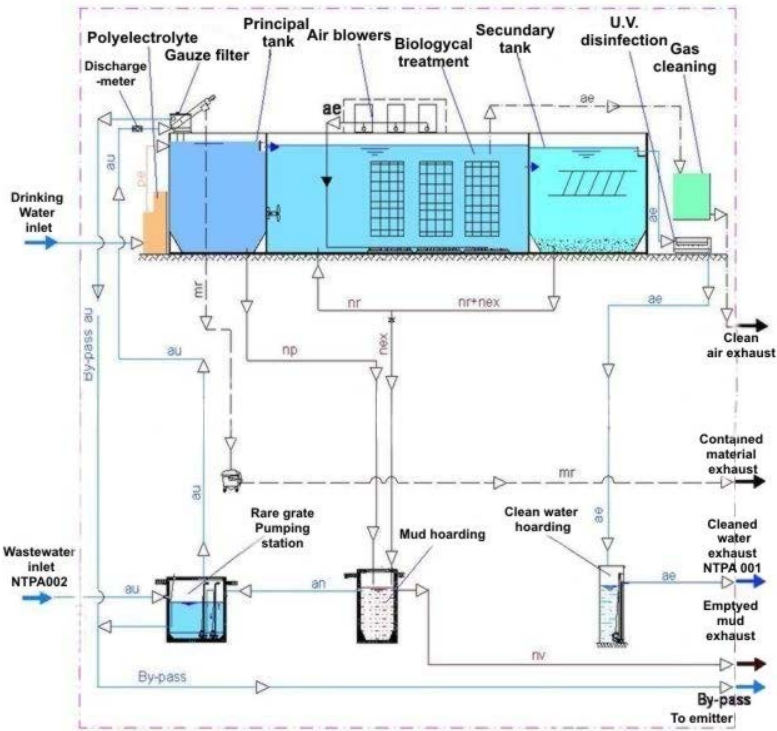 Polyelectrolyte
Gauze filter
Discharge
-meter
Principal
tank
Air blowers
Biologycal
treatment
Secundary
tank
U.V.
disinfection
Gas
cleaning
ae
ae
au
pe
ae
Drinking
Water
inlet
mr
nr
nr+nex
ae
By-pass au
au
np
nex
Clean
air exhaust
au
mr
Contained
material
exhaust
ae
Rare grate
Pumping
station
Mud hoarding
Clean water
hoarding
Cleaned
water
exhaust
NTPA 001
Wastewater
inlet
NTPA002
au
an
ae
Emptyed
mud
exhaust
nv
By-pass
By-pass
To emitter